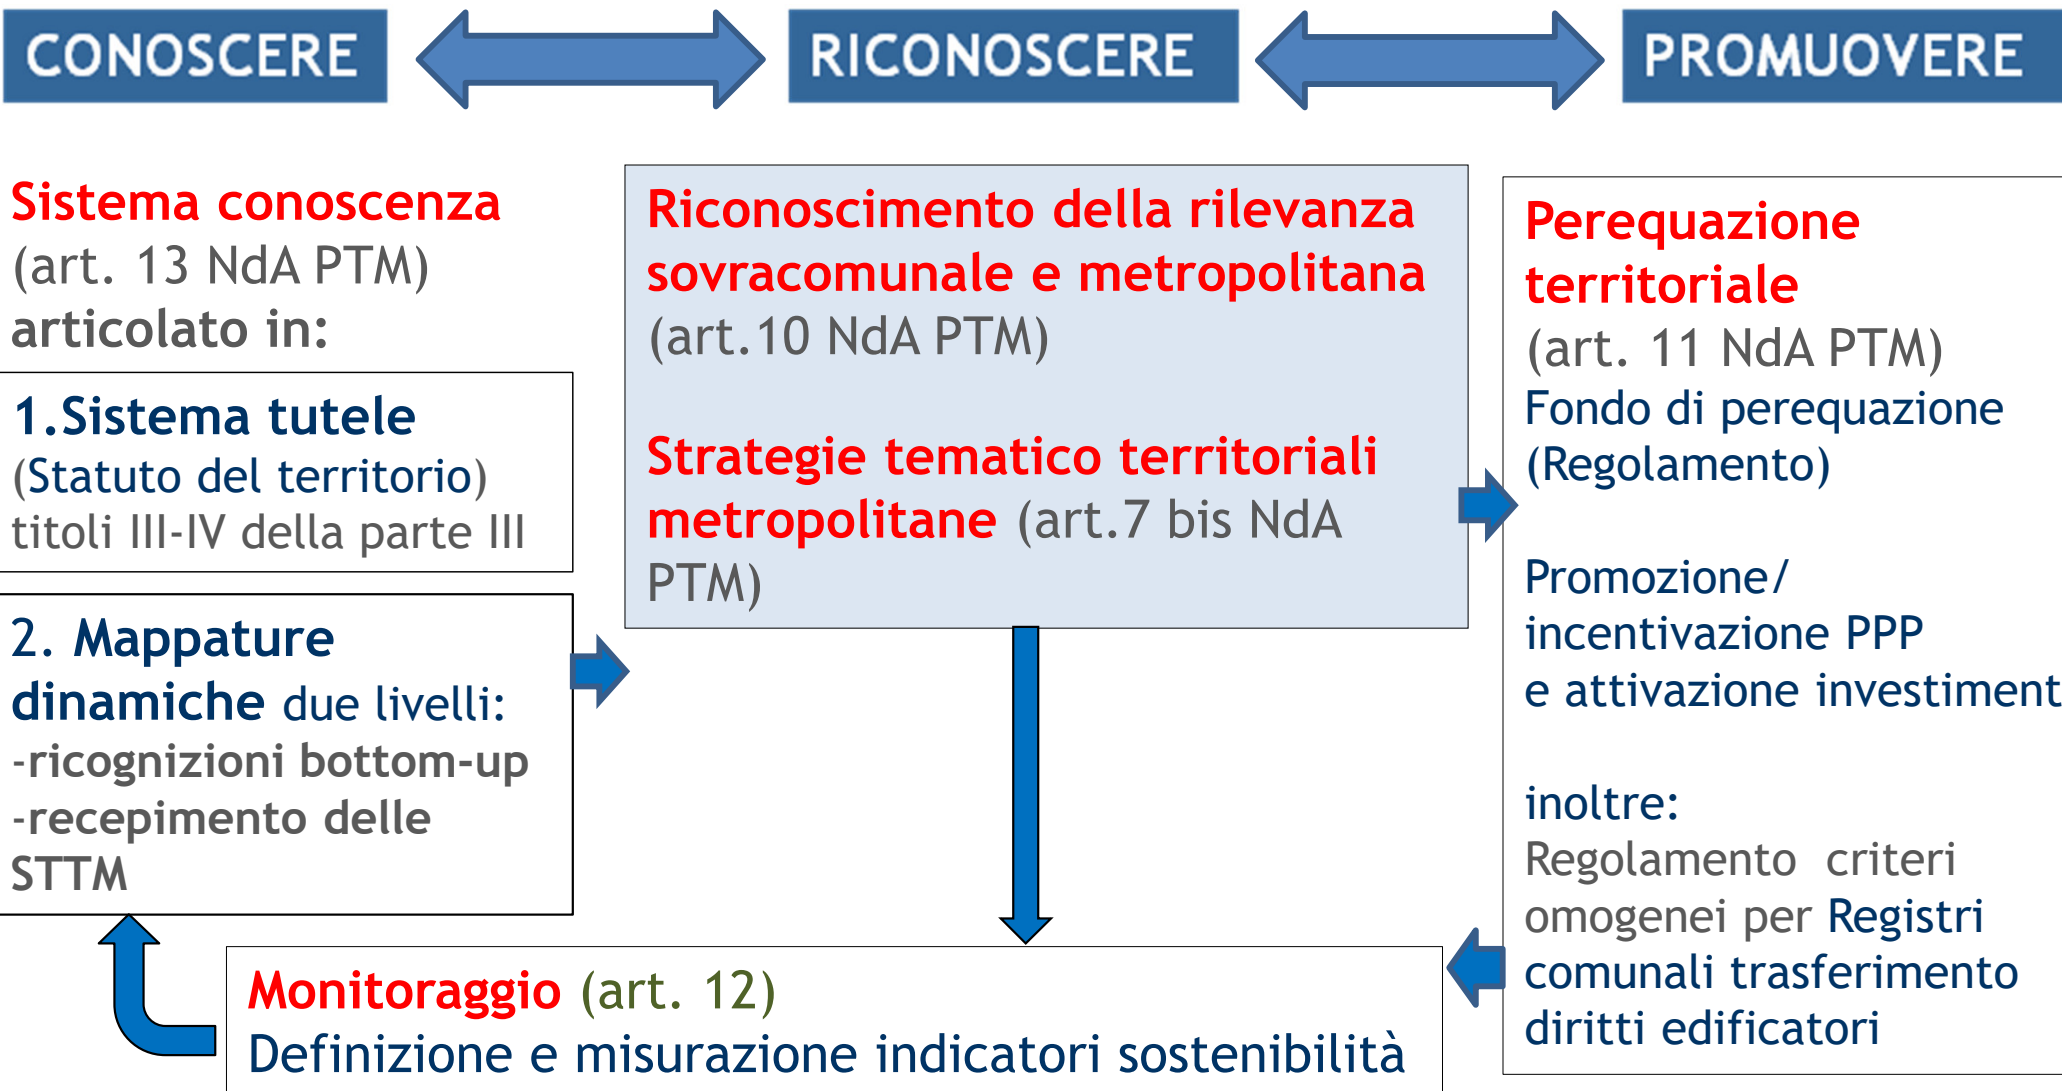 CONOSCERE
RICONOSCERE
PROMUOVERE
Sistema conoscenza
(art. 13 NdA PTM)
articolato in:
1.Sistema tutele
(Statuto del territorio)
titoli III-IV della parte III
2. Mappature
dinamiche due livelli:
-ricognizioni bottom-up
-recepimento delle
STTM
Riconoscimento della rilevanza
sovracomunale e metropolitana
(art.10 NdA PTM)
Strategie tematico territoriali
metropolitane (art.7 bis NdA
PTM)
Perequazione
territoriale
(art. 11 NdA PTM)
Fondo di perequazione
(Regolamento)
Promozione/
incentivazione PPP
e attivazione investiment
inoltre:
Regolamento criteri
omogenei per Registri
comunali trasferimento
diritti edificatori
Monitoraggio (art. 12)
Definizione e misurazione indicatori sostenibilità